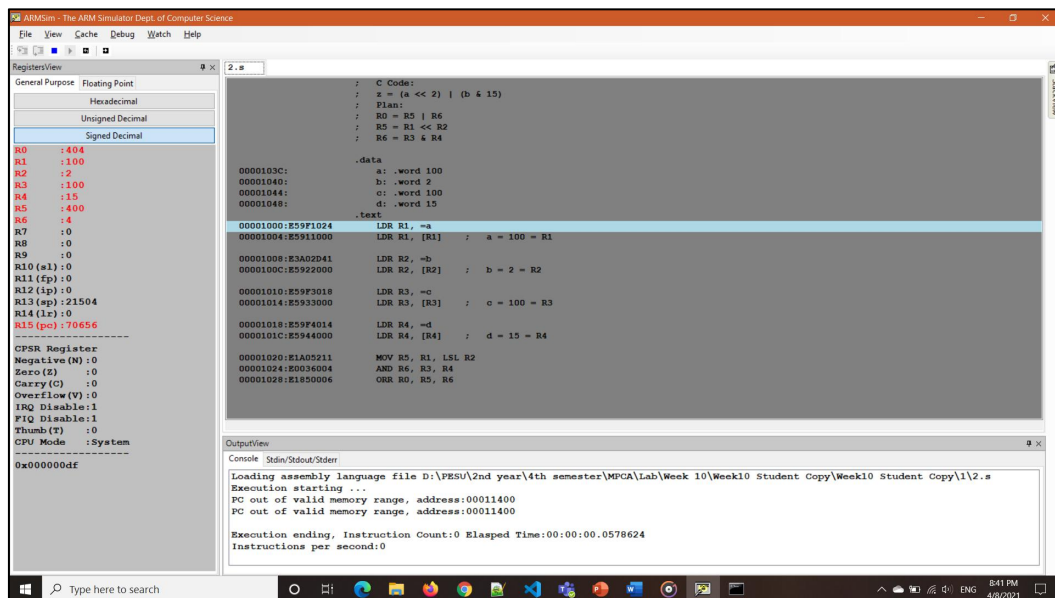 ARMSim - The ARM Simulator Dept. of Computer Science
File View Cache Debug Watch Help
RegistersView
General Purpose Floating Point
Hexadecimal
Unsigned Decimal
Signed Decimal
R0 :404
R1 :100
R2 :2
R3 :100
R4 :15
R5 :400
R6 :4
R7 :0
R8 :0
R9 :0
R10(sl):0
R11(fp):0
R12(ip):0
R13(sp):21504
R14(lr):0
R15(pc):70656
CPSR Register
Negative(N):0
Zero(Z) :0
Carry(C) :0
Overflow(V):0
IRQ Disable:1
FIQ Disable:1
Thumb(T) :0
CPU Mode :System
0x000000df
2.s
; C Code:
; z = (a << 2) | (b & 15)
; Plan:
; R0 = R5 | R6
; R5 = R1 << R2
; R6 = R3 & R4
.data
0000103C: a: .word 100
00001040: b: .word 2
00001044: c: .word 100
00001048: d: .word 15
.text
00001000:E59F1024 LDR R1, =a
00001004:E5911000 LDR R1, [R1] ; a = 100 = R1
00001008:E3A02D41 LDR R2, =b
0000100C:E5922000 LDR R2, [R2] ; b = 2 = R2
00001010:E59F3018 LDR R3, =c
00001014:E5933000 LDR R3, [R3] ; c = 100 = R3
00001018:E59F4014 LDR R4, =d
0000101C:E5944000 LDR R4, [R4] ; d = 15 = R4
00001020:E1A05211 MOV R5, R1, LSL R2
00001024:E0036004 AND R6, R3, R4
00001028:E1850006 ORR R0, R5, R6
OutputView
Console Stdin/Stdout/Stderr
Loading assembly language file D:\PESU\2nd year\4th semester\MPCA\Lab\Week 10\Week10 Student Copy\Week10 Student Copy\1\2.s
Execution starting ...
PC out of valid memory range, address:00011400
PC out of valid memory range, address:00011400
Execution ending, Instruction Count:0 Elasped Time:00:00:00.0578624
Instructions per second:0
Type here to search
ENG
8:41 PM
4/8/2021